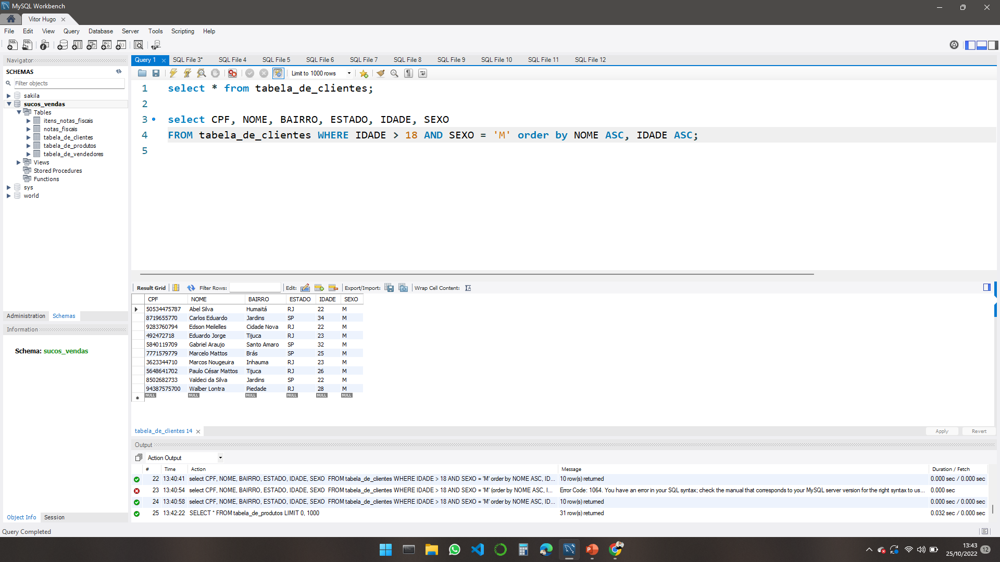 MySQL Workbench
Vitor Hugo
File Edit View Query Database Server Tools Scripting Help
Navigator
SCHEMAS
Filter objects
sakila
sucos_vendas
Tables
itens_notas_fiscais
notas_fiscais
tabela_de_clientes
tabela_de_produtos
tabela_de_vendedores
Views
Stored Procedures
Functions
sys
world
Administration Schemas
Information
Schema: sucos_vendas
Object Info Session
Query 1 SQL File 3* SQL File 4 SQL File 5 SQL File 6 SQL File 7 SQL File 8 SQL File 9 SQL File 10 SQL File 11 SQL File 12
Limit to 1000 rows
1 select * from tabela_de_clientes;
2
3 select CPF, NOME, BAIRRO, ESTADO, IDADE, SEXO
4 FROM tabela_de_clientes WHERE IDADE > 18 AND SEXO = 'M' order by NOME ASC, IDADE ASC;
5
Result Grid Filter Rows: Edit: Export/Import: Wrap Cell Content:
CPF NOME BAIRRO ESTADO IDADE SEXO
50534475787 Abel Silva Humaitá RJ 22 M
8719655770 Carlos Eduardo Jardins SP 34 M
9283760794 Edson Meilelles Cidade Nova RJ 22 M
492472718 Eduardo Jorge Tijuca RJ 23 M
5840119709 Gabriel Araujo Santo Amaro SP 32 M
7771579779 Marcelo Mattos Brás SP 25 M
3623344710 Marcos Nougeuira Inhauma RJ 23 M
5648641702 Paulo César Mattos Tijuca RJ 26 M
8502682733 Valdeci da Silva Jardins SP 22 M
94387575700 Walber Lontra Piedade RJ 28 M
NULL NULL NULL NULL NULL NULL
tabela_de_clientes 14
Apply Revert
Output
Action Output
# Time Action Message Duration / Fetch
22 13:40:41 select CPF, NOME, BAIRRO, ESTADO, IDADE, SEXO FROM tabela_de_clientes WHERE IDADE > 18 AND SEXO = 'M' order by NOME ASC, ID... 10 row(s) returned 0.000 sec / 0.000 sec
23 13:40:54 select CPF, NOME, BAIRRO, ESTADO, IDADE, SEXO FROM tabela_de_clientes WHERE IDADE > 18 AND SEXO = 'M' (order by NOME ASC, I... Error Code: 1064. You have an error in your SQL syntax; check the manual that corresponds to your MySQL server version for the right syntax to us... 0.000 sec
24 13:40:58 select CPF, NOME, BAIRRO, ESTADO, IDADE, SEXO FROM tabela_de_clientes WHERE IDADE > 18 AND SEXO = 'M' order by NOME ASC, ID... 10 row(s) returned 0.000 sec / 0.000 sec
25 13:42:22 SELECT * FROM tabela_de_produtos LIMIT 0, 1000 31 row(s) returned 0.032 sec / 0.000 sec
Query Completed
13:43
25/10/2022
12